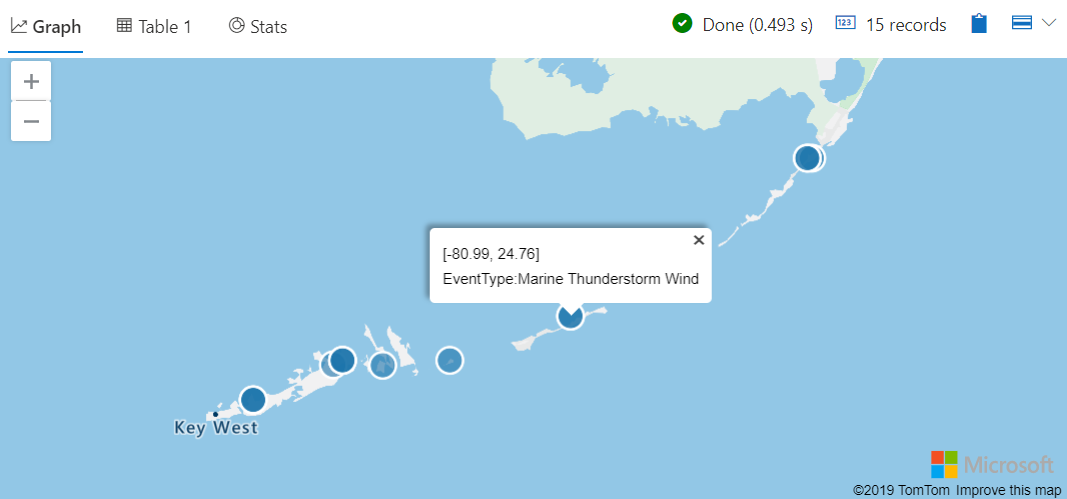 Graph Table 1 Stats Done (0.493 s) 123 15 records
+
−
[-80.99, 24.76]
EventType:Marine Thunderstorm Wind
Key West
Microsoft
©2019 TomTom Improve this map